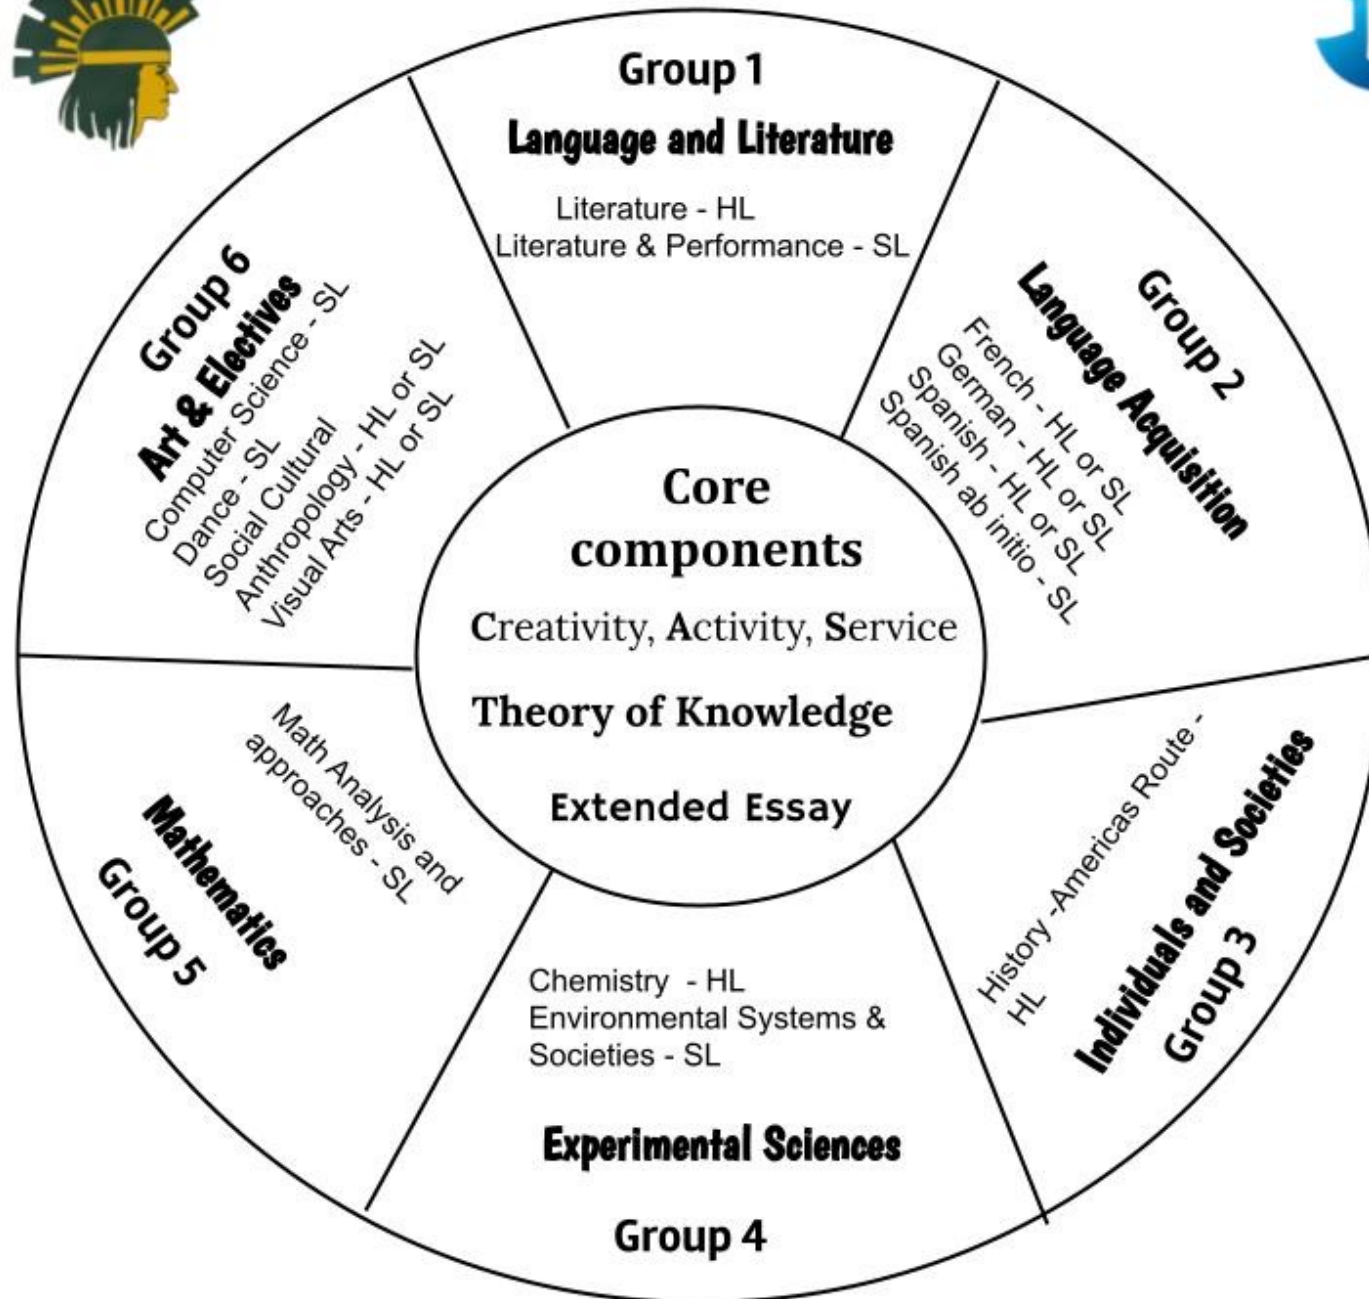 Group 1
Language and Literature
Literature - HL
Literature & Performance - SL
Group 2
Language Acquisition
French - HL or SL
German - HL or SL
Spanish - HL or SL
Spanish ab initio - SL
Individuals and Societies
Group 3
History -Americas Route -
HL
Chemistry  - HL
Environmental Systems &
Societies - SL
Experimental Sciences
Group 4
Math Analysis and
approaches - SL
Mathematics
Group 5
Group 6
Art & Electives
Computer Science - SL
Dance - SL
Social Cultural
Anthropology - HL or SL
Visual Arts - HL or SL
Core
components
Creativity, Activity, Service
Theory of Knowledge
Extended Essay